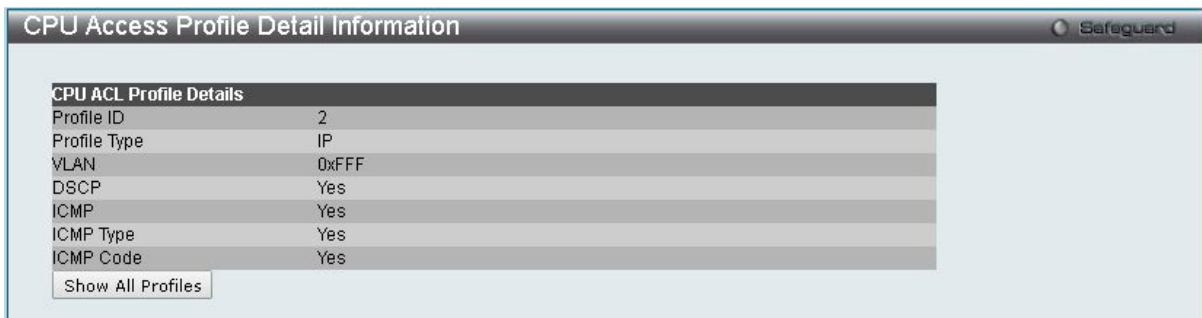 CPU Access Profile Detail Information
Safeguard
CPU ACL Profile Details
Profile ID 2
Profile Type IP
VLAN 0xFFF
DSCP Yes
ICMP Yes
ICMP Type Yes
ICMP Code Yes
Show All Profiles